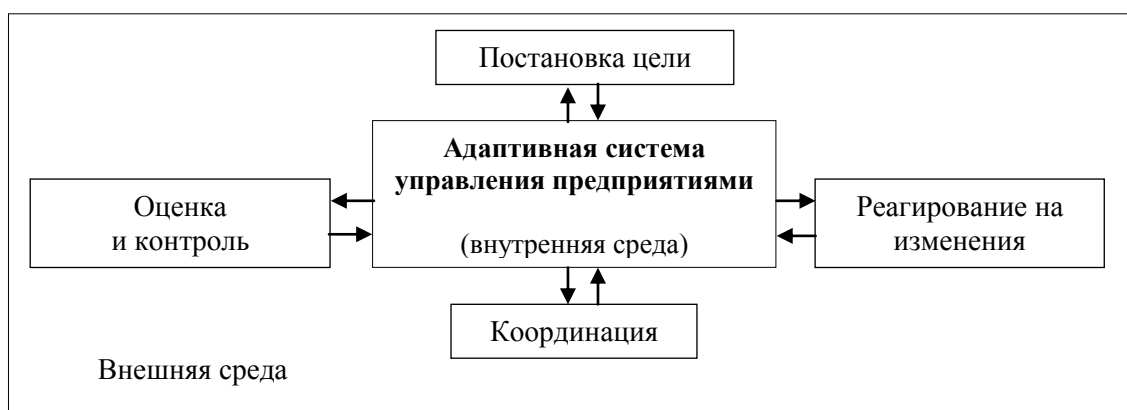 Постановка цели
Адаптивная система
управления предприятиями
(внутренняя среда)
Оценка
и контроль
Реагирование на
изменения
Координация
Внешняя среда